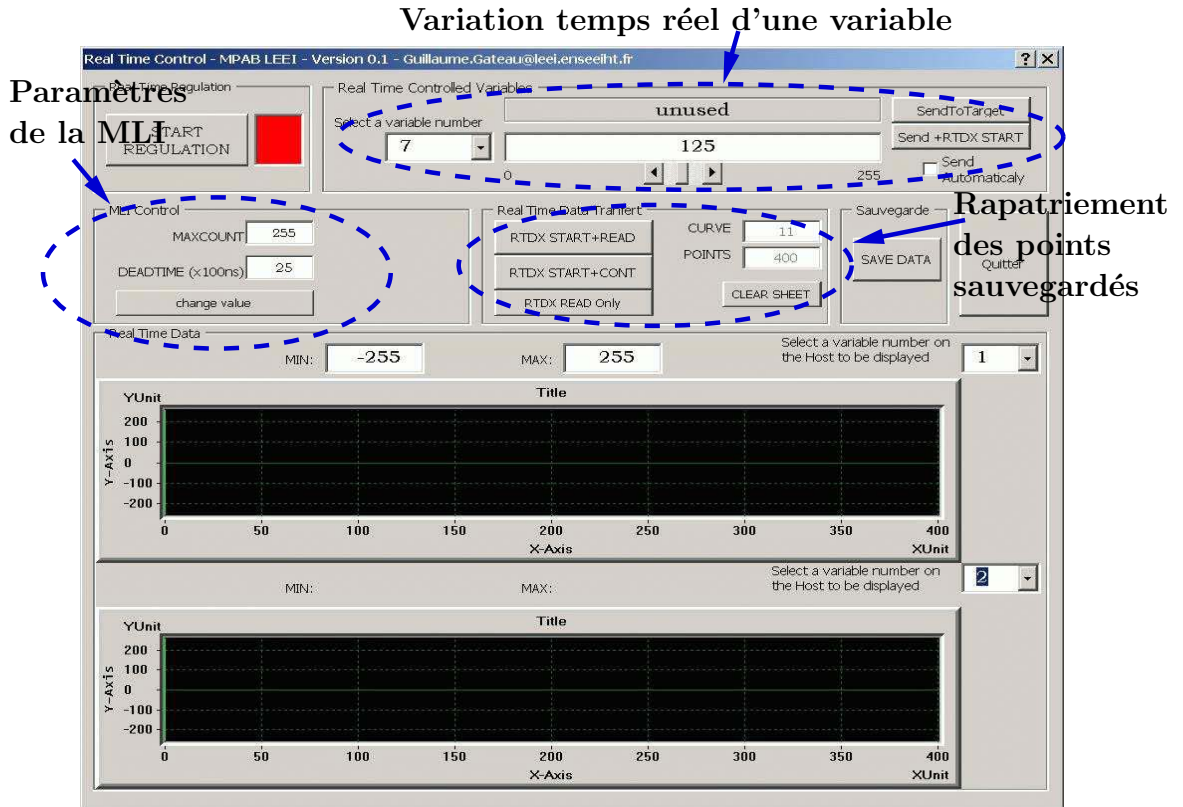 Variation temps réel d'une variable
Real Time Control - MPAB LEEI - Version 0.1 - Guillaume.Gateau@leei.enseeiht.fr
Paramètres
de la MLI
Real Time Regulation
START
REGULATION
Real Time Controlled Variables
Select a variable number
7
unused
125
0
255
SendToTarget
Send +RTDX START
Send
Automaticaly
MLI Control
MAXCOUNT
255
DEADTIME (x100ns)
25
change value
Real Time Data Tranfert
RTDX START+READ
RTDX START+CONT
RTDX READ Only
CURVE
11
POINTS
400
CLEAR SHEET
Sauvegarde
SAVE DATA
Quitter
Rapatriement
des points
sauvegardés
Real Time Data
MIN:
-255
MAX:
255
Select a variable number on
the Host to be displayed
1
Title
YUnit
Y-Axis
200
100
0
-100
-200
0 50 100 150 200 250 300 350 400
X-Axis
XUnit
MIN:
MAX:
Select a variable number on
the Host to be displayed
2
Title
YUnit
Y-Axis
200
100
0
-100
-200
0 50 100 150 200 250 300 350 400
X-Axis
XUnit